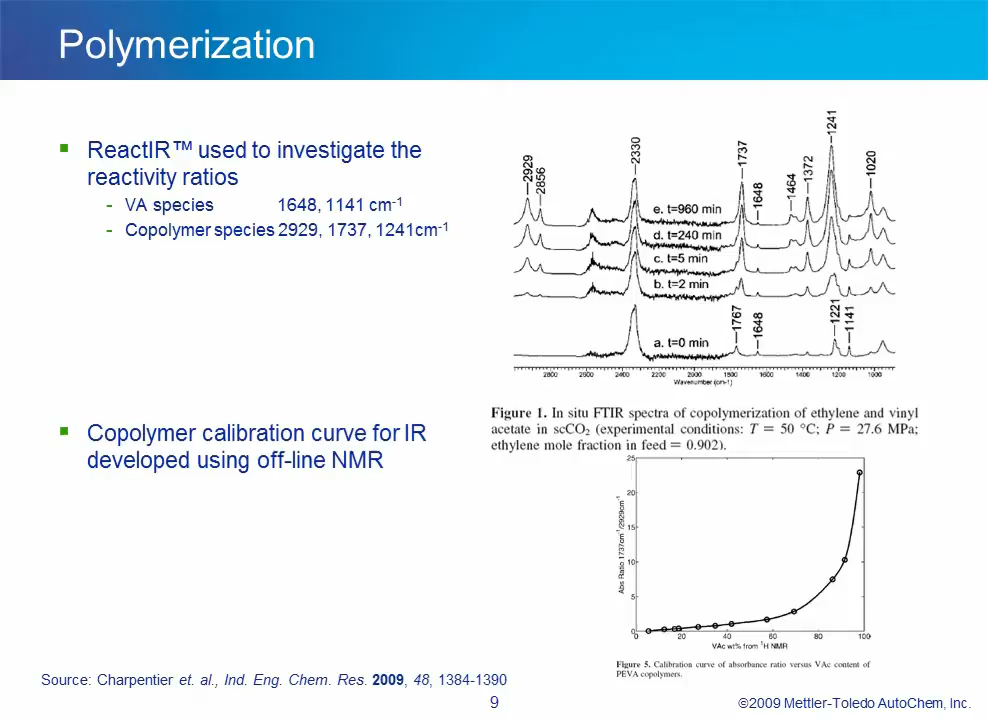 Polymerization
ReactIR™ used to investigate the
reactivity ratios
- VA species 1648, 1141 cm-1
- Copolymer species 2929, 1737, 1241cm-1
Copolymer calibration curve for IR
developed using off-line NMR
2929
2856
2330
1737
1648
1464
1372
1241
1020
e. t=960 min
d. t=240 min
c. t=5 min
b. t=2 min
a. t=0 min
1767
1648
1221
1141
2800 2600 2400 2200 2000 1800 1600 1400 1200 1000
Wavenumber (cm-1)
Figure 1. In situ FTIR spectra of copolymerization of ethylene and vinyl
acetate in scCO2 (experimental conditions: T = 50 °C; P = 27.6 MPa;
ethylene mole fraction in feed = 0.902).
25
20
15
10
5
0
Abs Ratio 1737cm-1/2929cm-1
0 20 40 60 80 100
VAc wt% from 1H NMR
Figure 5. Calibration curve of absorbance ratio versus VAc content of
PEVA copolymers.
Source: Charpentier et. al., Ind. Eng. Chem. Res. 2009, 48, 1384-1390
9
©2009 Mettler-Toledo AutoChem, Inc.